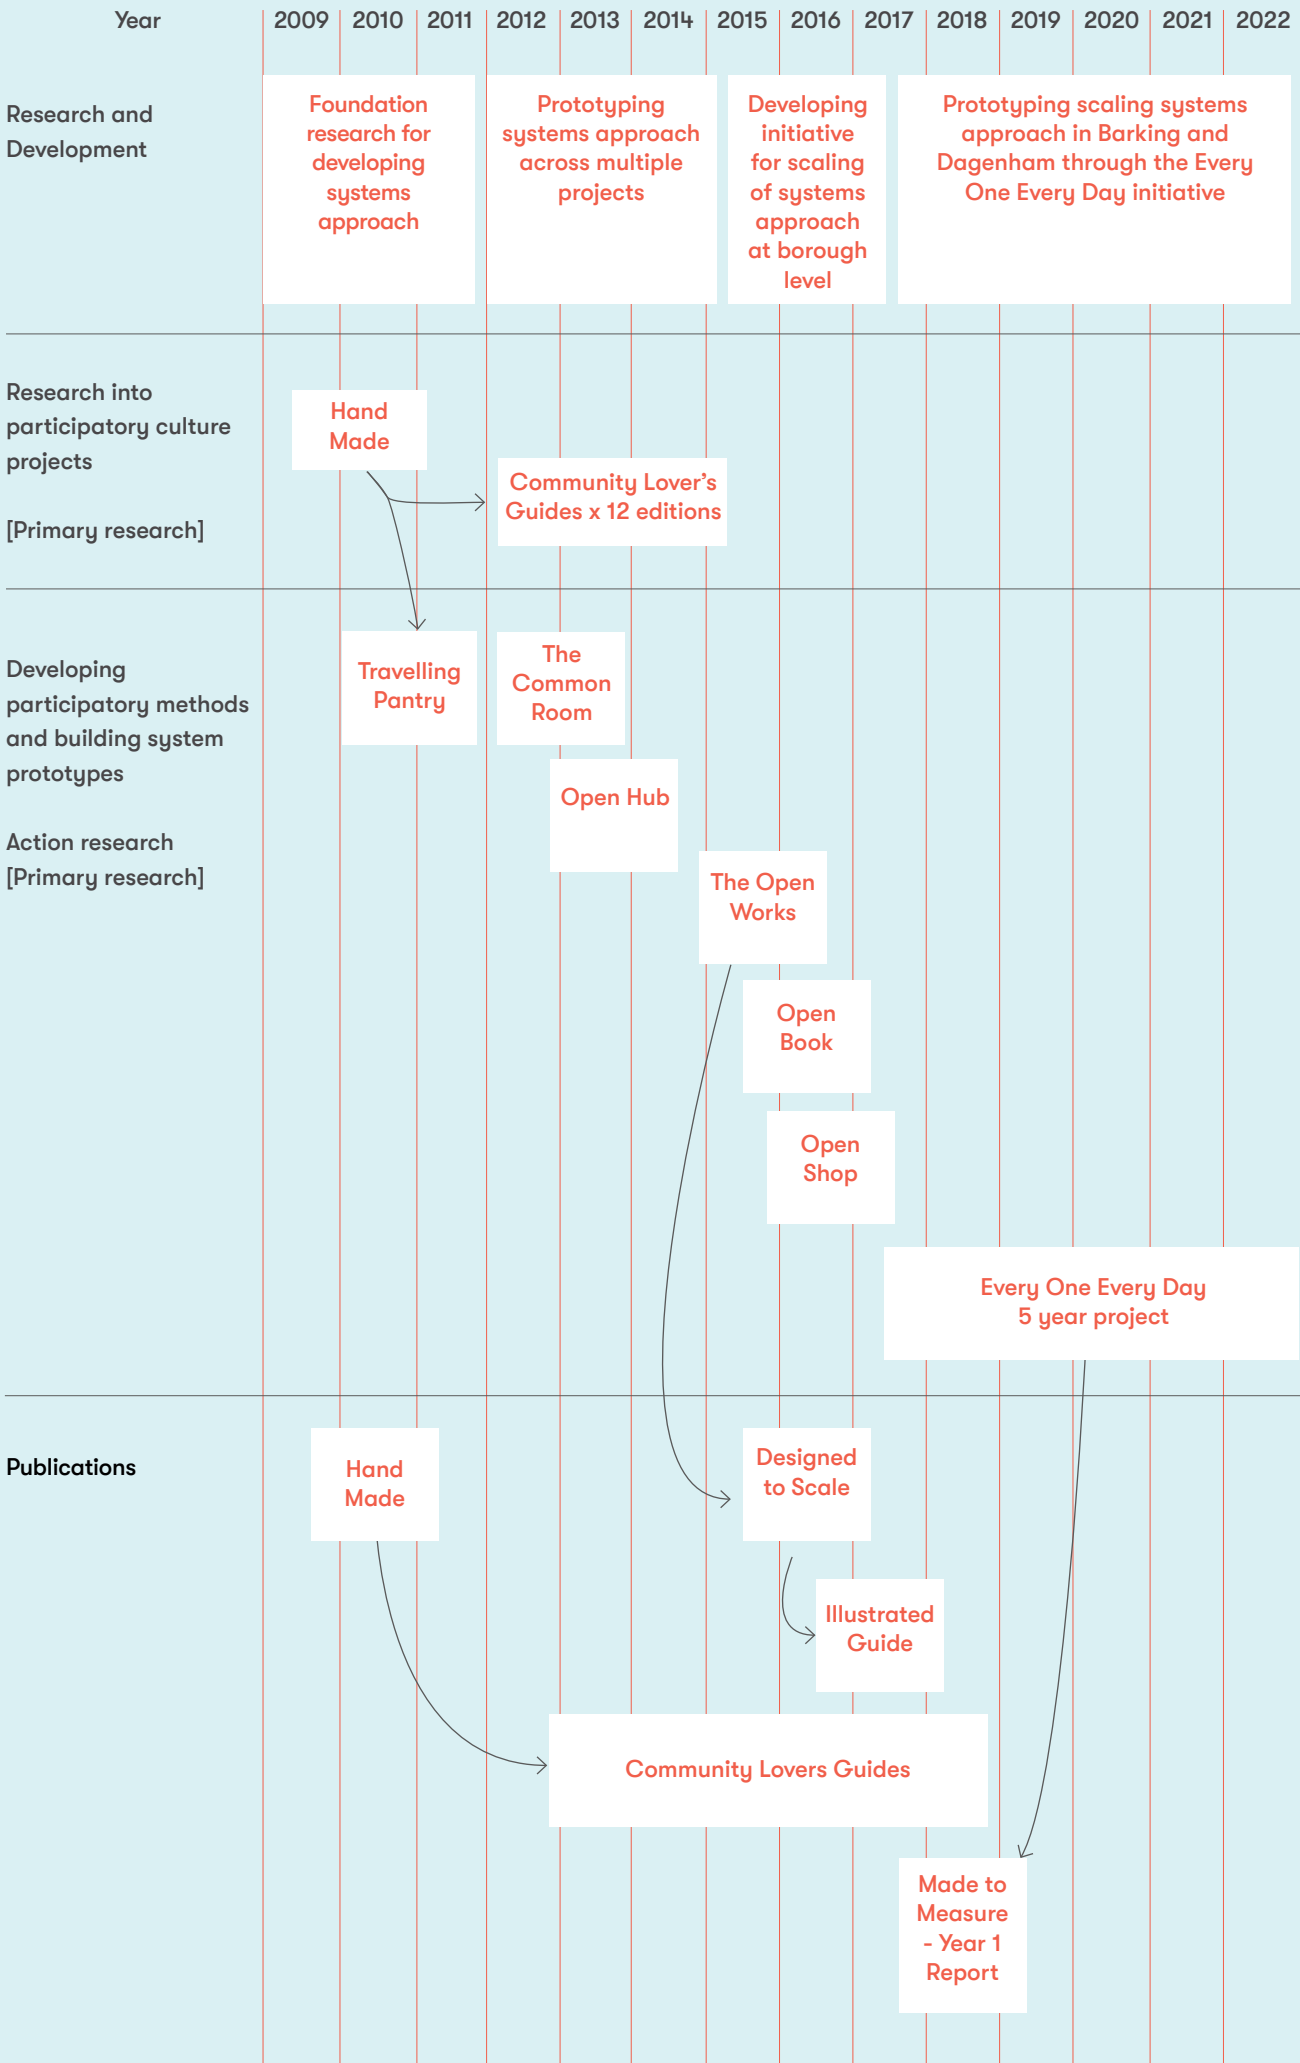 Year 2009 2010 2011 2012 2013 2014 2015 2016 2017 2018 2019 2020 2021 2022
Research and
Development
Foundation
research for
developing
systems
approach
Prototyping
systems approach
across multiple
projects
Developing
initiative
for scaling
of systems
approach
at borough
level
Prototyping scaling systems
approach in Barking and
Dagenham through the Every
One Every Day initiative
Research into
participatory culture
projects
[Primary research]
Hand
Made
Community Lover's
Guides x 12 editions
Developing
participatory methods
and building system
prototypes
Action research
[Primary research]
Travelling
Pantry
The
Common
Room
Open Hub
The Open
Works
Open
Book
Open
Shop
Every One Every Day
5 year project
Publications
Hand
Made
Designed
to Scale
Illustrated
Guide
Community Lovers Guides
Made to
Measure
- Year 1
Report